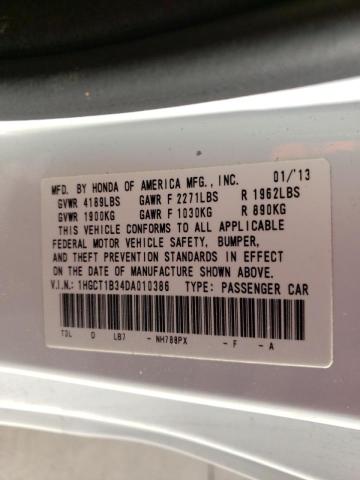 MFD. BY HONDA OF AMERICA MFG., INC. 01/'13
GVWR 4189LBS GAWR F 2271LBS R 1962LBS
GVWR 1900KG GAWR F 1030KG R 890KG
THIS VEHICLE CONFORMS TO ALL APPLICABLE
FEDERAL MOTOR VEHICLE SAFETY, BUMPER,
AND THEFT PREVENTION STANDARDS IN EFFECT
ON THE DATE OF MANUFACTURE SHOWN ABOVE.
V.I.N.: 1HGCT1B34DA010386 TYPE: PASSENGER CAR
TDL O LB7 - NH788PX - F - A